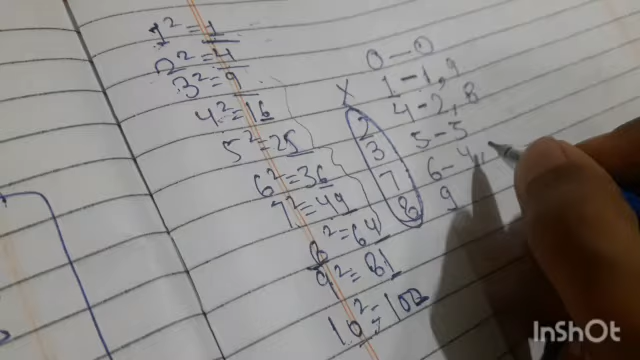 1² = 1
2² = 4
3² = 9
4² = 16
5² = 25
6² = 36
7² = 49
8² = 64
9² = 81
10² = 100
X
2
3
7
8
0 - 0
1 - 1, 9
4 - 2, 8
5 - 5
6 - 4,
9
InShOt